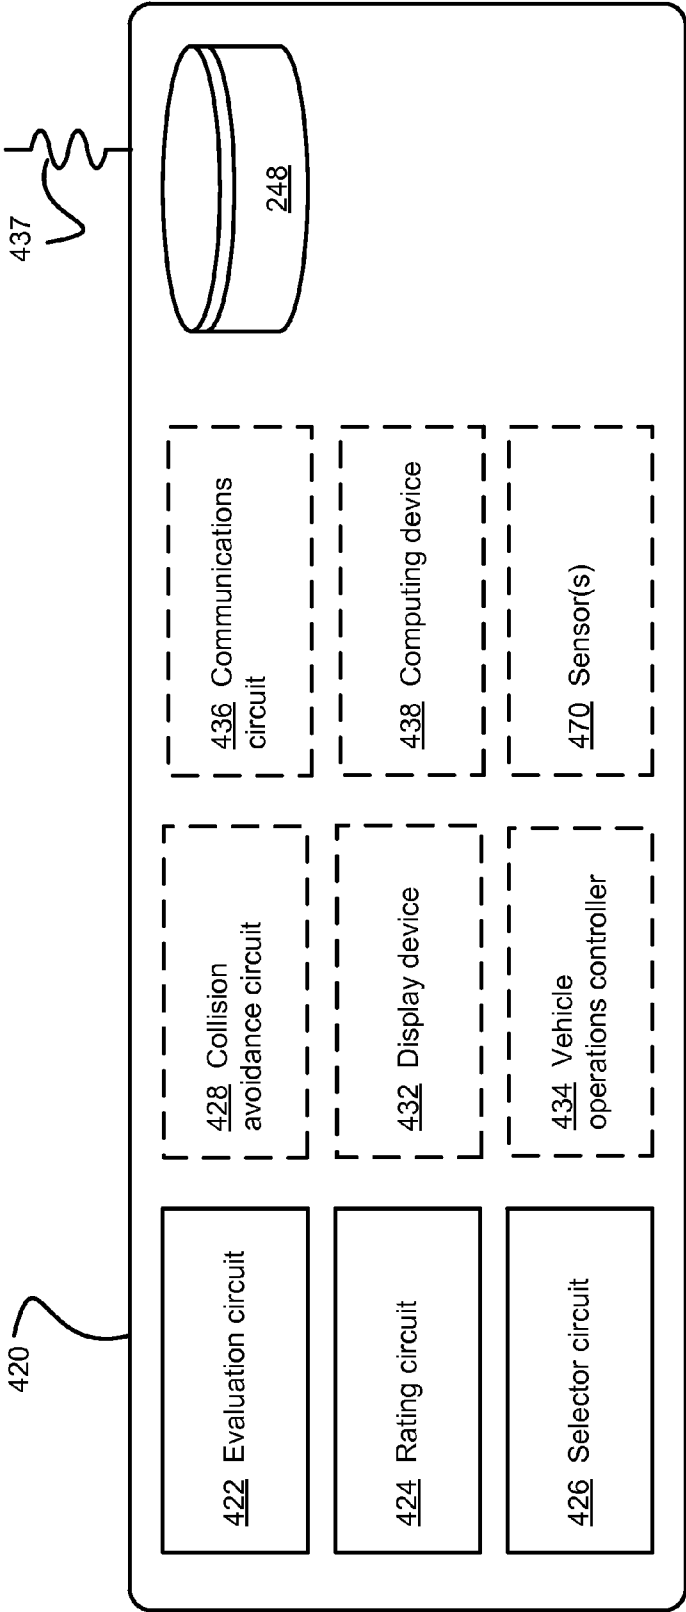 420
437
422 Evaluation circuit
424 Rating circuit
426 Selector circuit
428 Collision
avoidance circuit
432 Display device
434 Vehicle
operations controller
436 Communications
circuit
438 Computing device
470 Sensor(s)
248